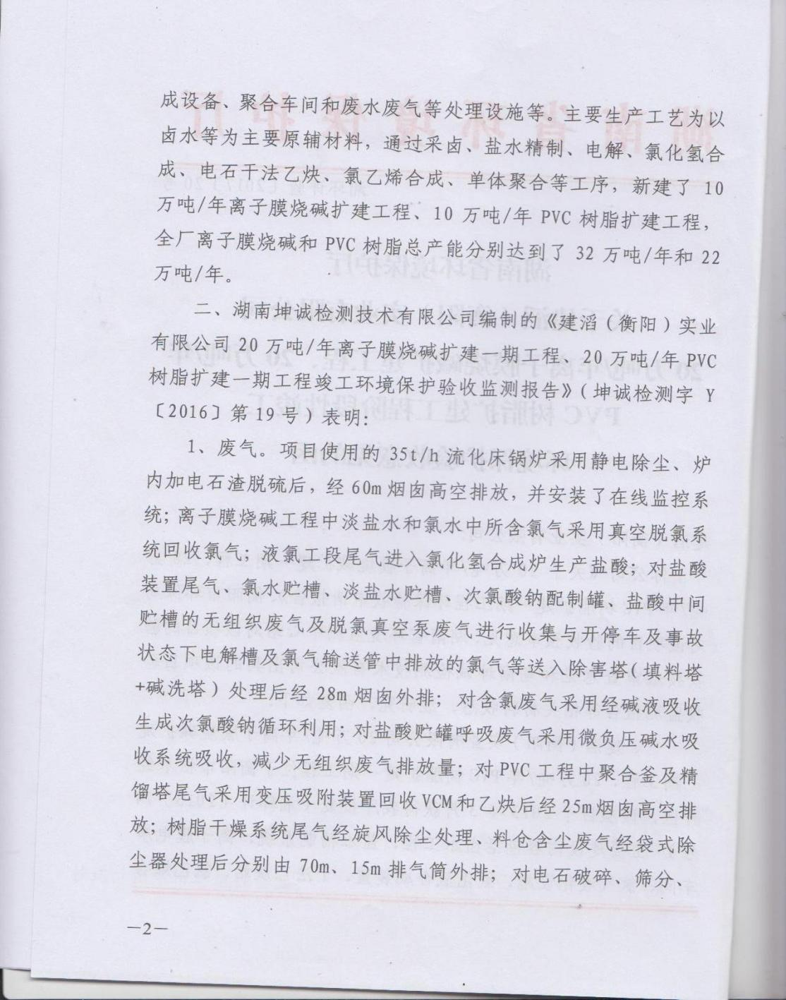 成设备、聚合车间和废水废气等处理设施等。主要生产工艺为以
卤水等为主要原辅材料，通过采卤、盐水精制、电解、氯化氢合
成、电石干法乙炔、氯乙烯合成、单体聚合等工序，新建了 10
万吨/年离子膜烧碱扩建工程、10 万吨/年 PVC 树脂扩建工程，
全厂离子膜烧碱和 PVC 树脂总产能分别达到了 32 万吨/年和 22
万吨/年。
二、湖南坤诚检测技术有限公司编制的《建滔（衡阳）实业
有限公司 20 万吨/年离子膜烧碱扩建一期工程、20 万吨/年 PVC
树脂扩建一期工程竣工环境保护验收监测报告》（坤诚检测字 Y
〔2016〕第 19 号）表明：
1、废气。项目使用的 35t/h 流化床锅炉采用静电除尘、炉
内加电石渣脱硫后，经 60m 烟囱高空排放，并安装了在线监控系
统；离子膜烧碱工程中淡盐水和氯水中所含氯气采用真空脱氯系
统回收氯气；液氯工段尾气进入氯化氢合成炉生产盐酸；对盐酸
装置尾气、氯水贮槽、淡盐水贮槽、次氯酸钠配制罐、盐酸中间
贮槽的无组织废气及脱氯真空泵废气进行收集与开停车及事故
状态下电解槽及氯气输送管中排放的氯气等送入除害塔（填料塔
+碱洗塔）处理后经 28m 烟囱外排；对含氯废气采用经碱液吸收
生成次氯酸钠循环利用；对盐酸贮罐呼吸废气采用微负压碱水吸
收系统吸收，减少无组织废气排放量；对 PVC 工程中聚合釜及精
馏塔尾气采用变压吸附装置回收 VCM 和乙炔后经 25m 烟囱高空排
放；树脂干燥系统尾气经旋风除尘处理、料仓含尘废气经袋式除
尘器处理后分别由 70m、15m 排气筒外排；对电石破碎、筛分、
—2—